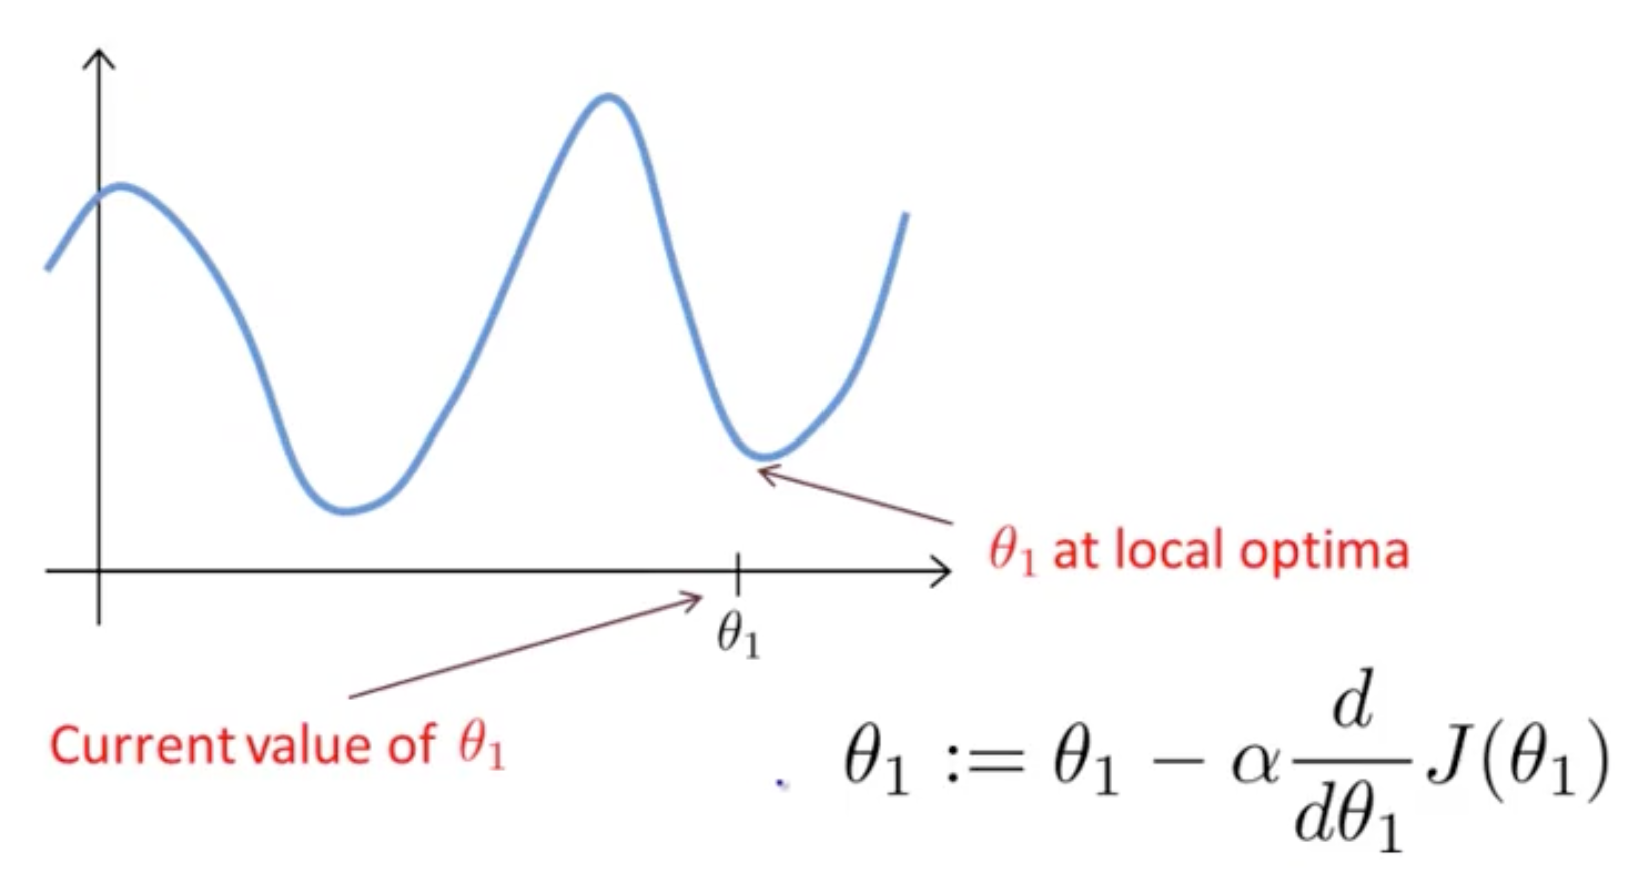 θ₁ at local optima
θ₁
Current value of θ₁
θ₁ := θ₁ − α d/dθ₁ J(θ₁)